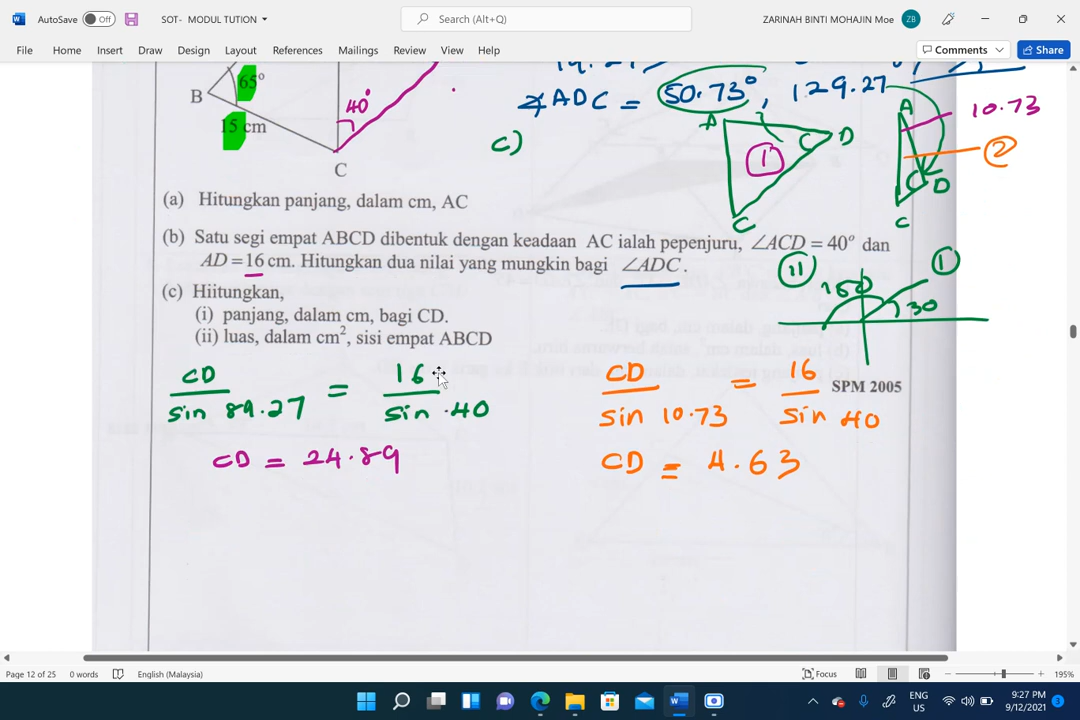 AutoSave Off SOT- MODUL TUTION Search (Alt+Q) ZARINAH BINTI MOHAJIN Moe ZB
File Home Insert Draw Design Layout References Mailings Review View Help Comments Share
∡ADC = 50.73°, 129.27
65°
B
15 cm
40°
C
c)
A D C 1
A 10.73
2
D
C
(a) Hitungkan panjang, dalam cm, AC
(b) Satu segi empat ABCD dibentuk dengan keadaan AC ialah pepenjuru, ∠ACD = 40° dan
AD = 16 cm. Hitungkan dua nilai yang mungkin bagi ∠ADC.
(c) Hiitungkan,
(i) panjang, dalam cm, bagi CD.
(ii) luas, dalam cm², sisi empat ABCD
11 1
150 30
SPM 2005
CD / sin 89.27 = 16 / sin 40
CD = 24.89
CD / sin 10.73 = 16 / sin 40
CD = 4.63
Page 12 of 25 0 words English (Malaysia) Focus 195%
ENG
US
9:27 PM
9/12/2021
3